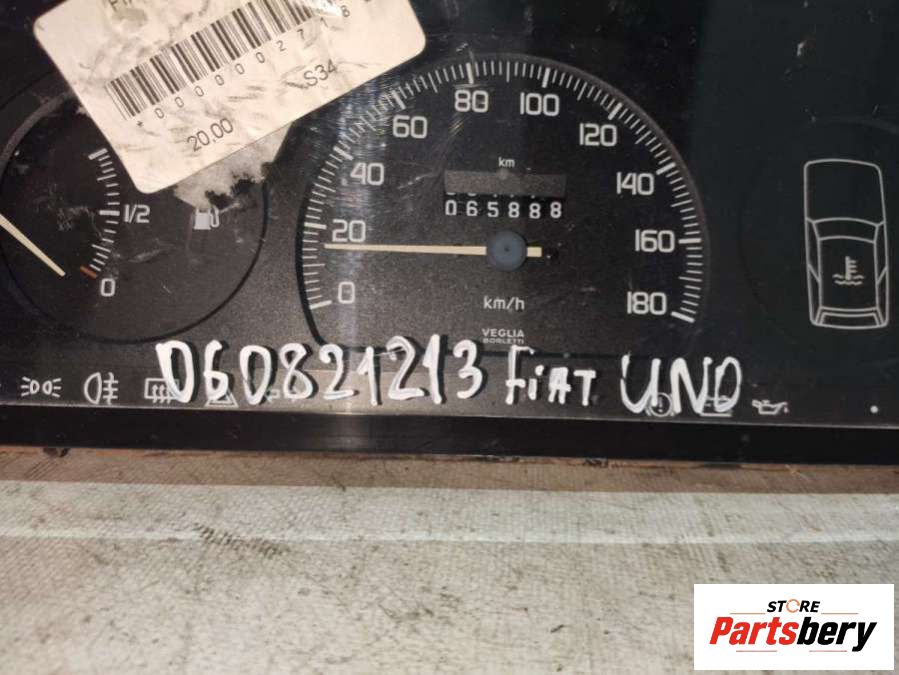 20,00
S34
20
40
60
80
100
120
140
160
180
0
km
065888
km/h
VEGLIA
BORLETTI
1/2
0
060821213 FiAT UNO
STORE
Partsbery